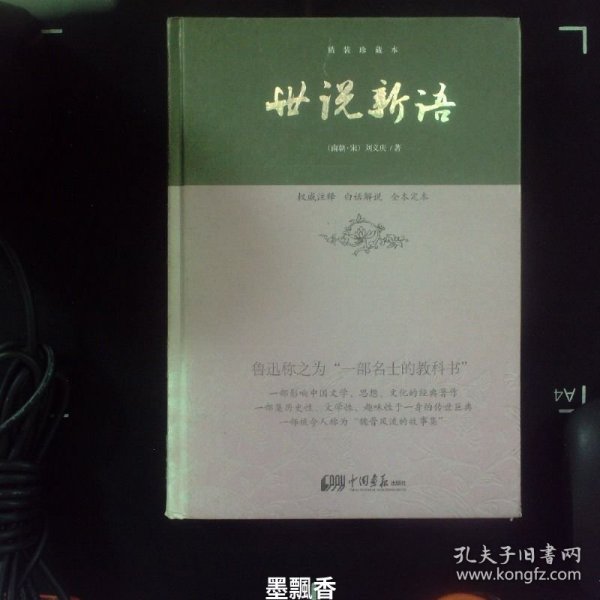 精装珍藏本
世说新语
〔南朝·宋〕刘义庆/著
权威注释 白话解说 全本定本
鲁迅称之为“一部名士的教科书”
一部影响中国文学、思想、文化的经典著作
一部集历史性、文学性、趣味性于一身的传世巨典
一部被令人称为“魏晋风流的故事集”
中国画报出版社
A4
墨飄香
孔夫子旧书网
www.kongfz.com